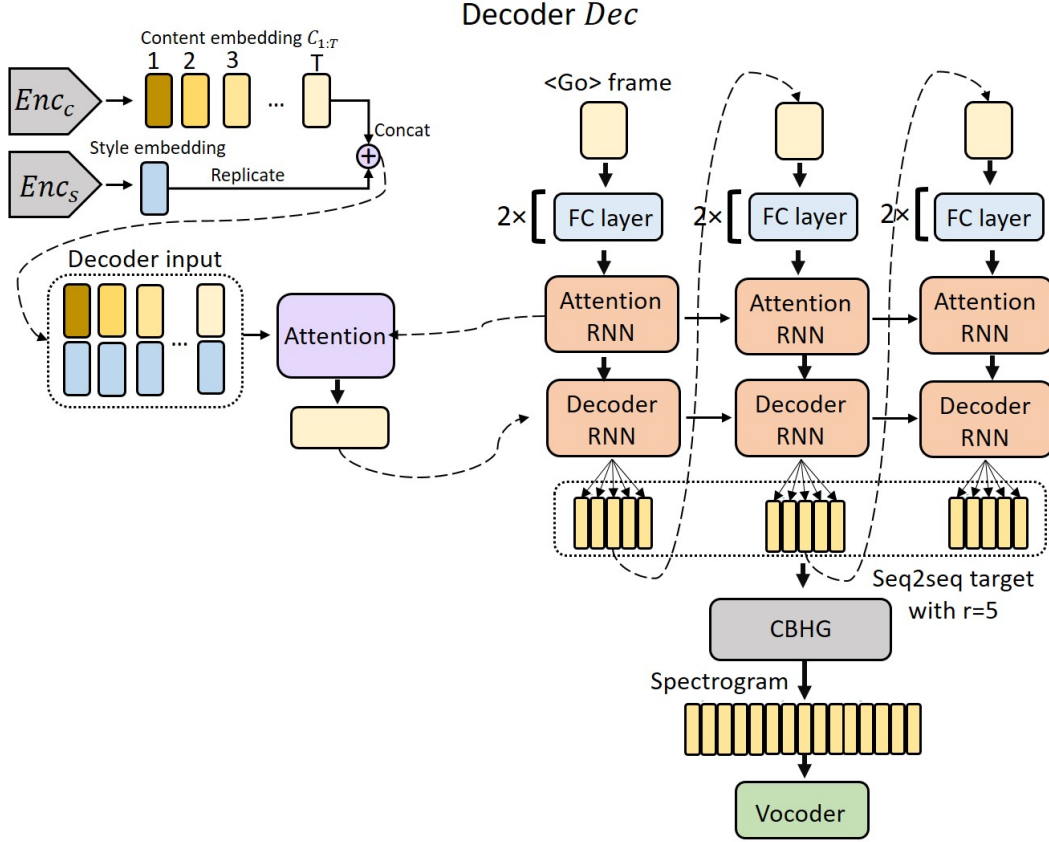 Decoder Dec
Content embedding C1:T
1 2 3 T
...
Enc_c
Concat
+
Style embedding
Enc_s
Replicate
Decoder input
...
Attention
<Go> frame
2× FC layer
2× FC layer
2× FC layer
Attention RNN
Attention RNN
Attention RNN
Decoder RNN
Decoder RNN
Decoder RNN
Seq2seq target
with r=5
CBHG
Spectrogram
Vocoder